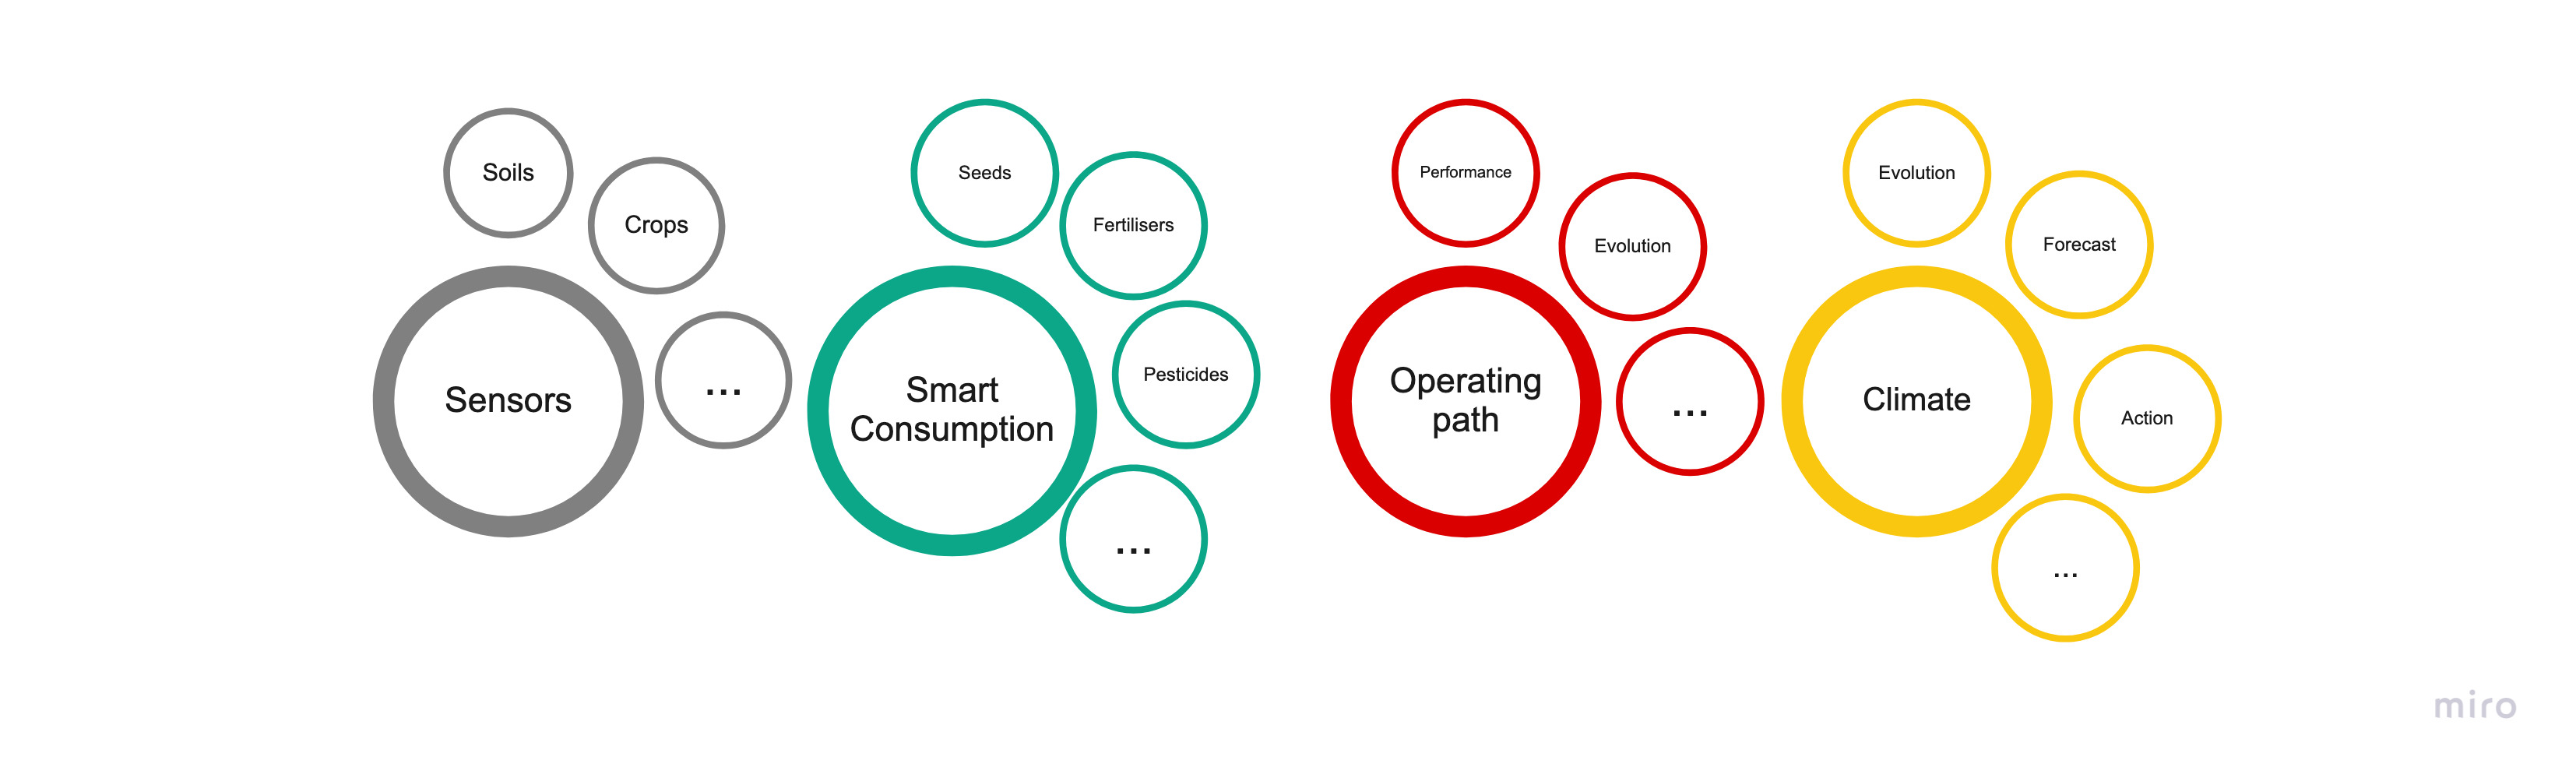 Soils
Crops
Sensors
...
Seeds
Fertilisers
Pesticides
Smart
Consumption
...
Performance
Evolution
Operating
path
...
Evolution
Forecast
Climate
Action
...
miro